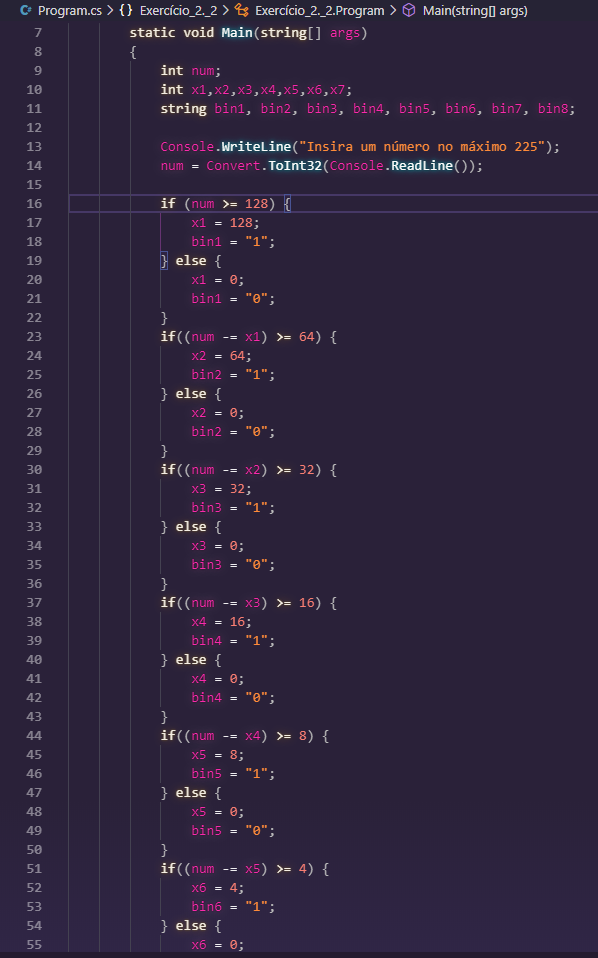 Program.cs > {} Exercício_2._2 > Exercício_2._2.Program > Main(string[] args)
7 static void Main(string[] args)
8 {
9 int num;
10 int x1,x2,x3,x4,x5,x6,x7;
11 string bin1, bin2, bin3, bin4, bin5, bin6, bin7, bin8;
12
13 Console.WriteLine("Insira um número no máximo 225");
14 num = Convert.ToInt32(Console.ReadLine());
15
16 if (num >= 128) {
17 x1 = 128;
18 bin1 = "1";
19 } else {
20 x1 = 0;
21 bin1 = "0";
22 }
23 if((num -= x1) >= 64) {
24 x2 = 64;
25 bin2 = "1";
26 } else {
27 x2 = 0;
28 bin2 = "0";
29 }
30 if((num -= x2) >= 32) {
31 x3 = 32;
32 bin3 = "1";
33 } else {
34 x3 = 0;
35 bin3 = "0";
36 }
37 if((num -= x3) >= 16) {
38 x4 = 16;
39 bin4 = "1";
40 } else {
41 x4 = 0;
42 bin4 = "0";
43 }
44 if((num -= x4) >= 8) {
45 x5 = 8;
46 bin5 = "1";
47 } else {
48 x5 = 0;
49 bin5 = "0";
50 }
51 if((num -= x5) >= 4) {
52 x6 = 4;
53 bin6 = "1";
54 } else {
55 x6 = 0;